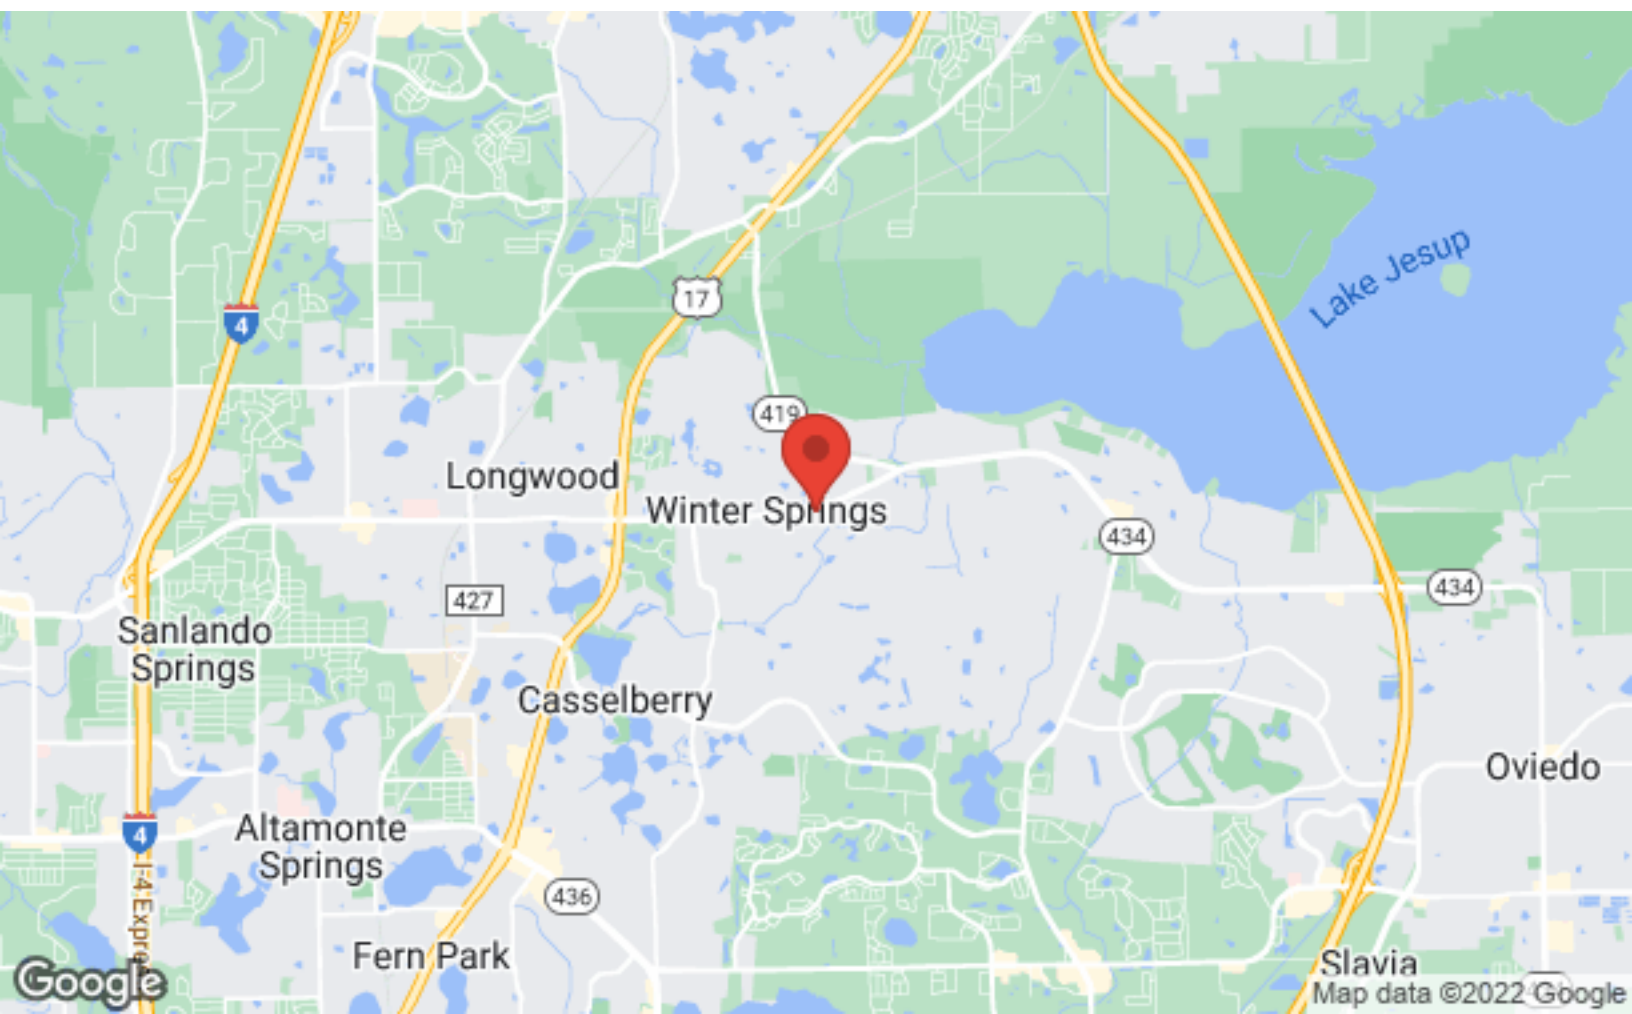 Lake Jesup
17
4
419
Longwood
Winter Springs
434
434
427
Sanlando
Springs
Casselberry
Oviedo
4
Altamonte
Springs
436
Fern Park
Slavia
Google
Map data ©2022 Google